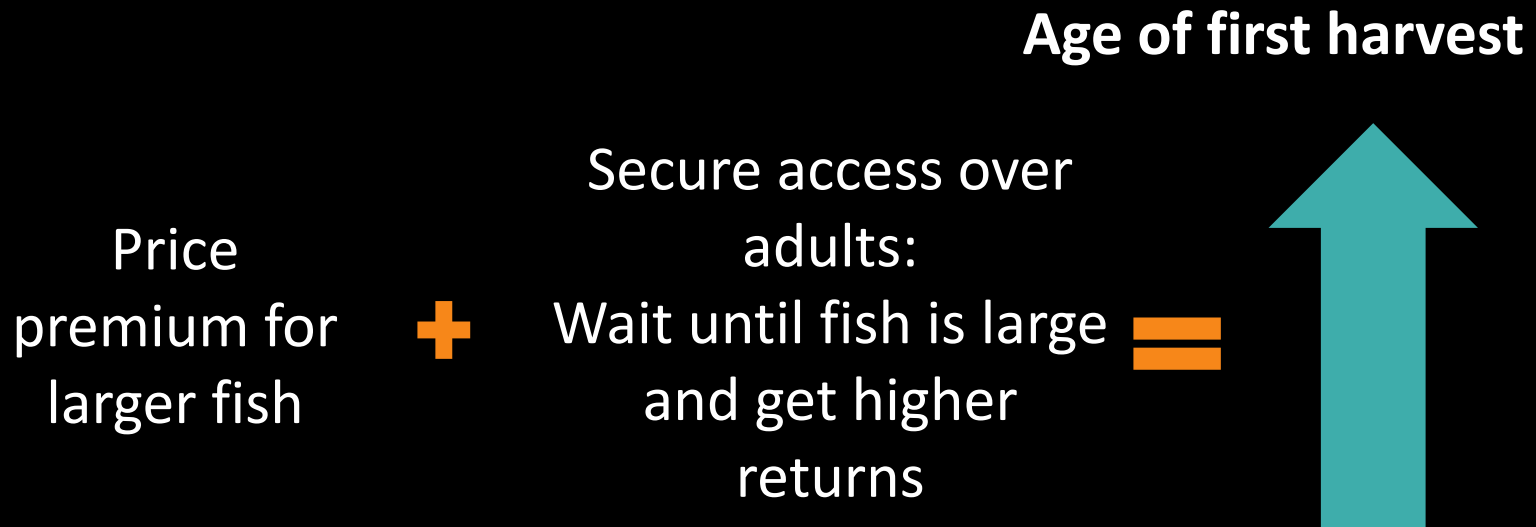 Age of first harvest
Price
premium for
larger fish
Secure access over
adults:
Wait until fish is large
and get higher
returns